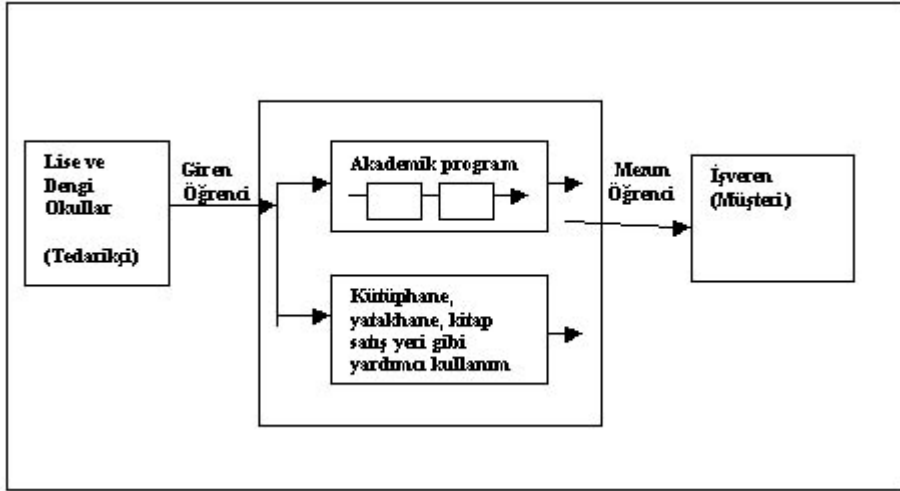 Lise ve
Dengi
Okullar
(Tedarikçi)
Giren
Öğrenci
Akademik program
Kütüphane,
yatakhane, kitap
satış yeri gibi
yardımcı kullanım
Mezun
Öğrenci
İşveren
(Müşteri)